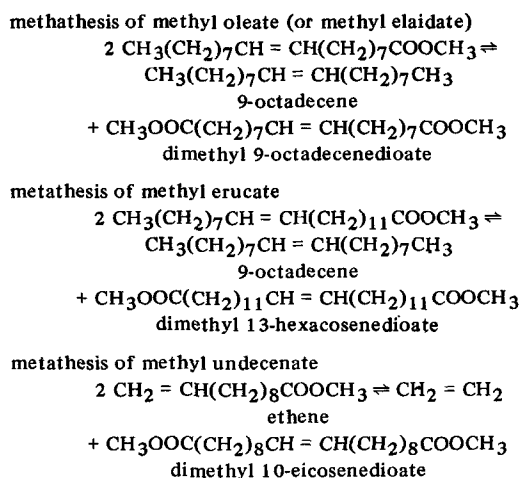 methathesis of methyl oleate (or methyl elaidate)
2 CH₃(CH₂)₇CH = CH(CH₂)₇COOCH₃⇌
CH₃(CH₂)₇CH = CH(CH₂)₇CH₃
9-octadecene
+ CH₃OOC(CH₂)₇CH = CH(CH₂)₇COOCH₃
dimethyl 9-octadecenedioate
metathesis of methyl erucate
2 CH₃(CH₂)₇CH = CH(CH₂)₁₁COOCH₃⇌
CH₃(CH₂)₇CH = CH(CH₂)₇CH₃
9-octadecene
+ CH₃OOC(CH₂)₁₁CH = CH(CH₂)₁₁COOCH₃
dimethyl 13-hexacosenedioate
metathesis of methyl undecenate
2 CH₂ = CH(CH₂)₈COOCH₃⇌ CH₂ = CH₂
ethene
+ CH₃OOC(CH₂)₈CH = CH(CH₂)₈COOCH₃
dimethyl 10-eicosenedioate